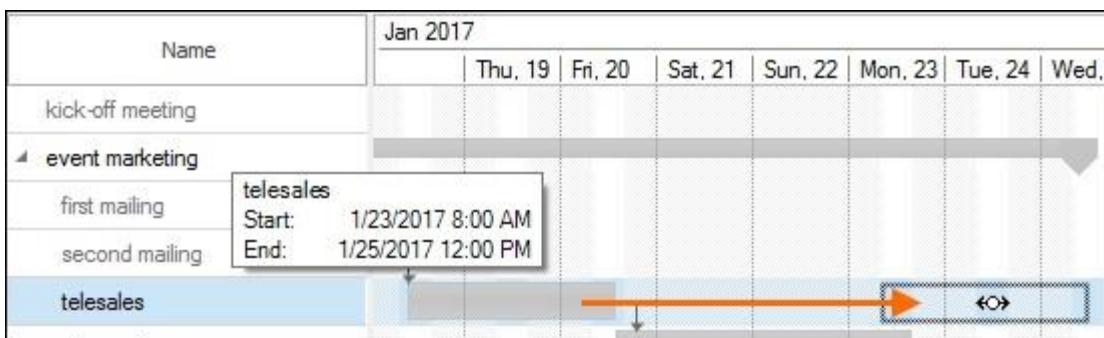 Name
Jan 2017
Thu, 19 Fri, 20 Sat, 21 Sun, 22 Mon, 23 Tue, 24 Wed,
kick-off meeting
event marketing
first mailing
second mailing
telesales
Start: 1/23/2017 8:00 AM
End: 1/25/2017 12:00 PM
telesales